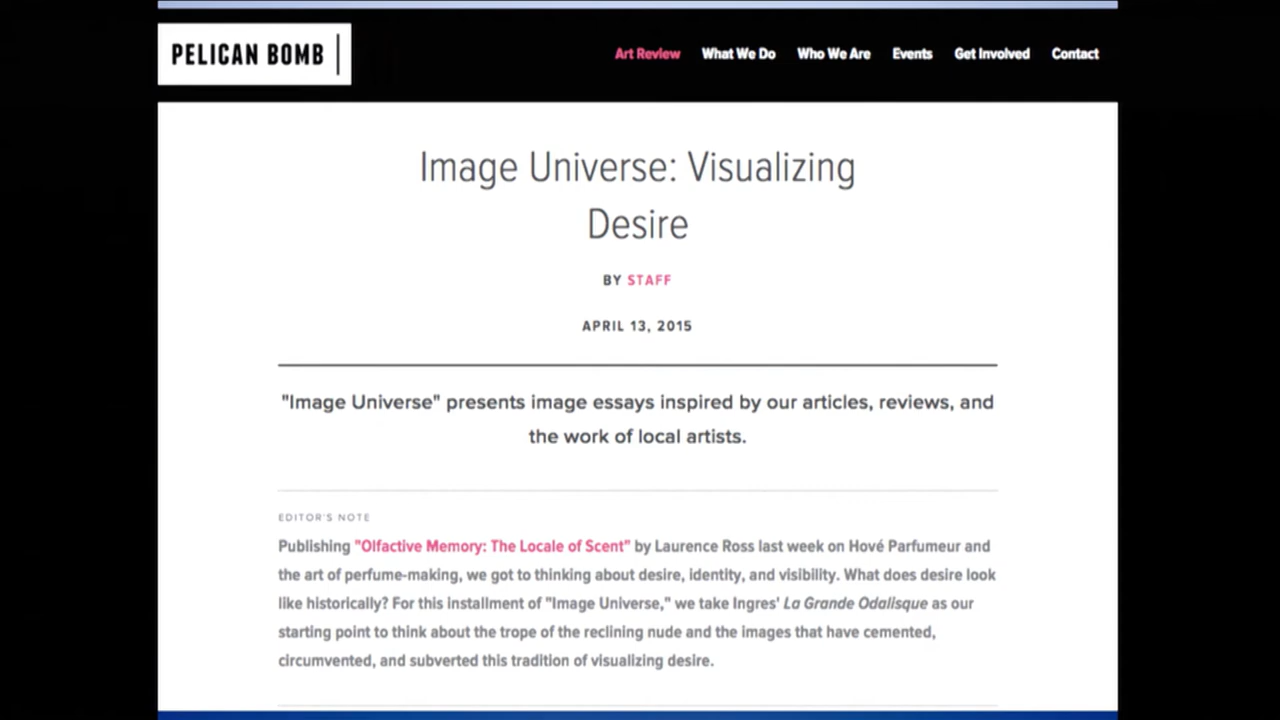 PELICAN BOMB
Art Review What We Do Who We Are Events Get Involved Contact
Image Universe: Visualizing
Desire
BY STAFF
APRIL 13, 2015
"Image Universe" presents image essays inspired by our articles, reviews, and
the work of local artists.
EDITOR'S NOTE
Publishing "Olfactive Memory: The Locale of Scent" by Laurence Ross last week on Hové Parfumeur and
the art of perfume-making, we got to thinking about desire, identity, and visibility. What does desire look
like historically? For this installment of "Image Universe," we take Ingres' La Grande Odalisque as our
starting point to think about the trope of the reclining nude and the images that have cemented,
circumvented, and subverted this tradition of visualizing desire.